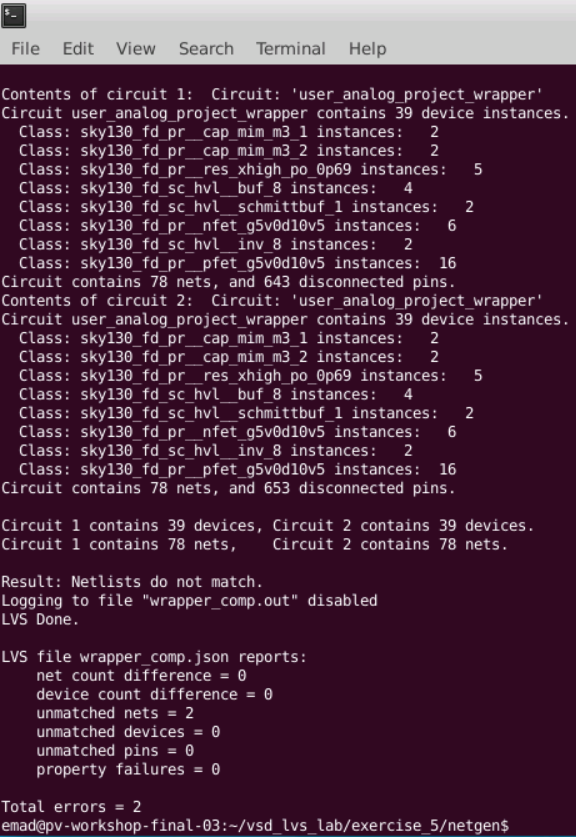 File Edit View Search Terminal Help
Contents of circuit 1:  Circuit: 'user_analog_project_wrapper'
Circuit user_analog_project_wrapper contains 39 device instances.
  Class: sky130_fd_pr__cap_mim_m3_1 instances:   2
  Class: sky130_fd_pr__cap_mim_m3_2 instances:   2
  Class: sky130_fd_pr__res_xhigh_po_0p69 instances:   5
  Class: sky130_fd_sc_hvl__buf_8 instances:   4
  Class: sky130_fd_sc_hvl__schmittbuf_1 instances:   2
  Class: sky130_fd_pr__nfet_g5v0d10v5 instances:   6
  Class: sky130_fd_sc_hvl__inv_8 instances:   2
  Class: sky130_fd_pr__pfet_g5v0d10v5 instances:  16
Circuit contains 78 nets, and 643 disconnected pins.
Contents of circuit 2:  Circuit: 'user_analog_project_wrapper'
Circuit user_analog_project_wrapper contains 39 device instances.
  Class: sky130_fd_pr__cap_mim_m3_1 instances:   2
  Class: sky130_fd_pr__cap_mim_m3_2 instances:   2
  Class: sky130_fd_pr__res_xhigh_po_0p69 instances:   5
  Class: sky130_fd_sc_hvl__buf_8 instances:   4
  Class: sky130_fd_sc_hvl__schmittbuf_1 instances:   2
  Class: sky130_fd_pr__nfet_g5v0d10v5 instances:   6
  Class: sky130_fd_sc_hvl__inv_8 instances:   2
  Class: sky130_fd_pr__pfet_g5v0d10v5 instances:  16
Circuit contains 78 nets, and 653 disconnected pins.
Circuit 1 contains 39 devices, Circuit 2 contains 39 devices.
Circuit 1 contains 78 nets,    Circuit 2 contains 78 nets.
Result: Netlists do not match.
Logging to file "wrapper_comp.out" disabled
LVS Done.
LVS file wrapper_comp.json reports:
    net count difference = 0
    device count difference = 0
    unmatched nets = 2
    unmatched devices = 0
    unmatched pins = 0
    property failures = 0
Total errors = 2
emad@pv-workshop-final-03:~/vsd_lvs_lab/exercise_5/netgen$